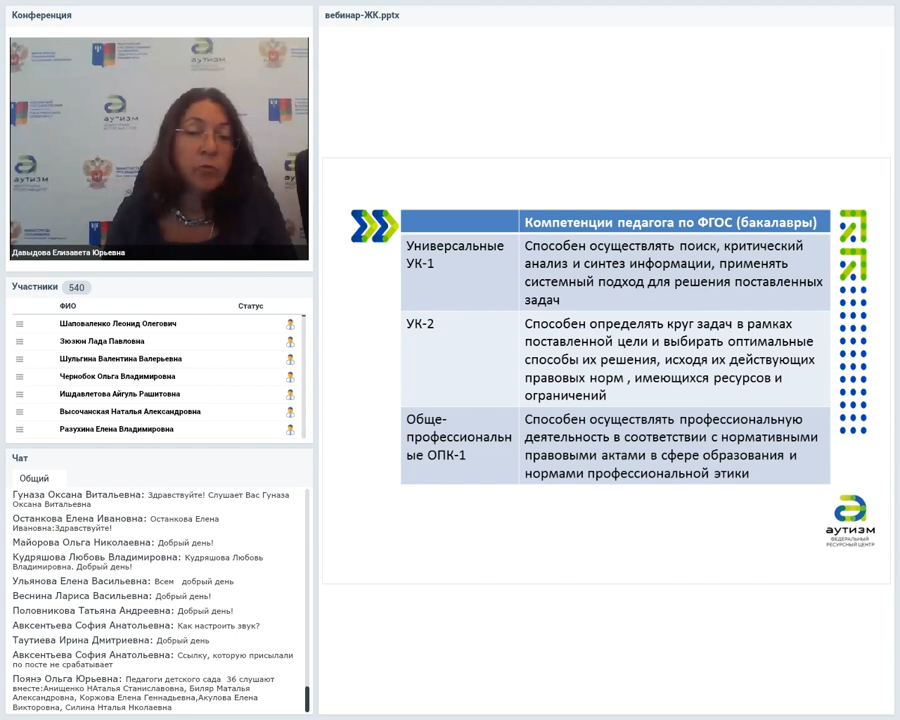 Конференция
Давыдова Елизавета Юрьевна
Участники 540
ФИО Статус
Шаповаленко Леонид Олегович
Зюзюн Лада Павловна
Шульгина Валентина Валерьевна
Чернобок Ольга Владимировна
Ишдавлетова Айгуль Рашитовна
Высочанская Наталья Александровна
Разухина Елена Владимировна
Чат
Общий
Гуназа Оксана Витальевна: Здравствуйте! Слушает Вас Гуназа
Оксана Витальевна
Останкова Елена Ивановна: Останкова Елена
Ивановна:Здравствуйте!
Майорова Ольга Николаевна: Добрый день!
Кудряшова Любовь Владимировна: Кудряшова Любовь
Владимировна. Добрый день!
Ульянова Елена Васильевна: Всем добрый день
Веснина Лариса Васильевна: Добрый день!
Половникова Татьяна Андреевна: Добрый день!
Авксентьева София Анатольевна: Как настроить звук?
Таутиева Ирина Дмитриевна: Добрый день
Авксентьева София Анатольевна: Ссылку, которую присылали
по посте не срабатывает
Поянэ Ольга Юрьевна: Педагоги детского сада 36 слушают
вместе:Анищенко НАталья Станиславовна, Биляр Маталья
Александровна, Коржова Елена Геннадьевна,Акулова Елена
Викторовна, Силина Нталья Нколаевна
вебинар-ЖК.pptx
Компетенции педагога по ФГОС (бакалавры)
Универсальные
УК-1
Способен осуществлять поиск, критический
анализ и синтез информации, применять
системный подход для решения поставленных
задач
УК-2
Способен определять круг задач в рамках
поставленной цели и выбирать оптимальные
способы их решения, исходя их действующих
правовых норм , имеющихся ресурсов и
ограничений
Обще-
профессиональн
ые ОПК-1
Способен осуществлять профессиональную
деятельность в соответствии с нормативными
правовыми актами в сфере образования и
нормами профессиональной этики
аутизм
ФЕДЕРАЛЬНЫЙ
РЕСУРСНЫЙ ЦЕНТР